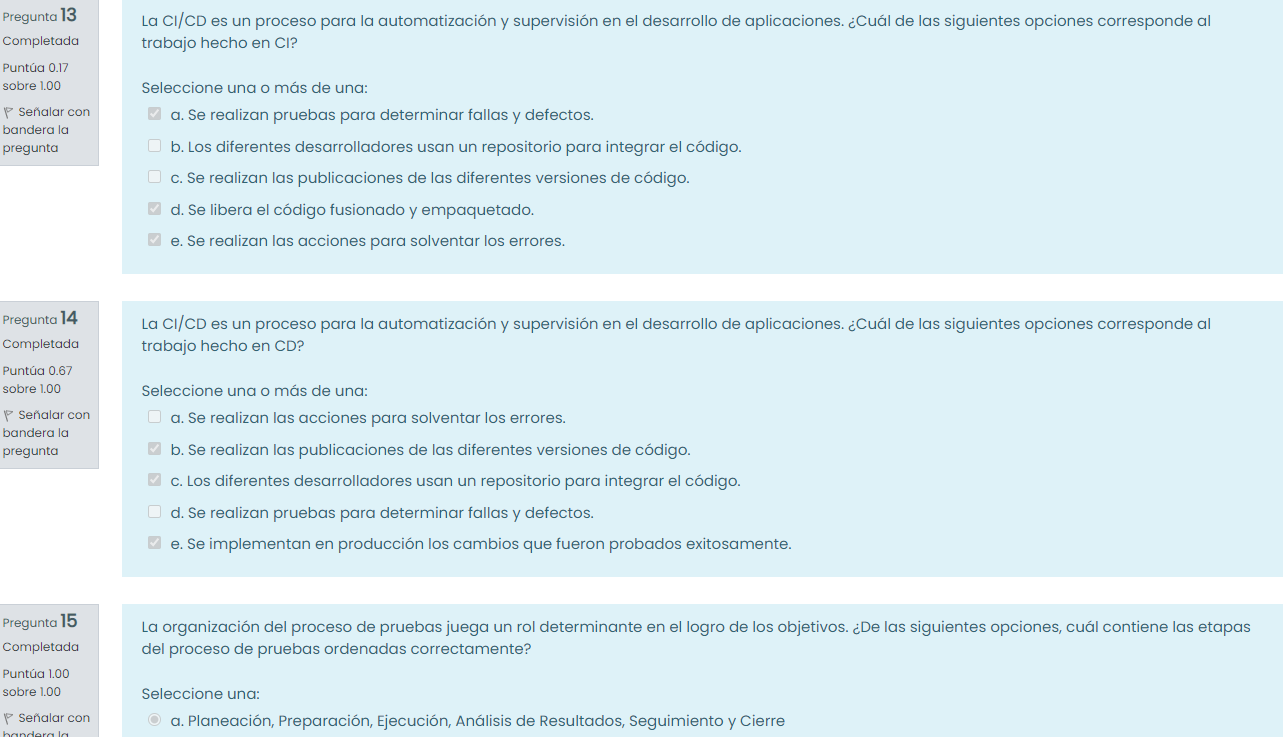 Pregunta 13
Completada
Puntúa 0.17
sobre 1.00
Señalar con
bandera la
pregunta
La CI/CD es un proceso para la automatización y supervisión en el desarrollo de aplicaciones. ¿Cuál de las siguientes opciones corresponde al
trabajo hecho en CI?
Seleccione una o más de una:
a. Se realizan pruebas para determinar fallas y defectos.
b. Los diferentes desarrolladores usan un repositorio para integrar el código.
c. Se realizan las publicaciones de las diferentes versiones de código.
d. Se libera el código fusionado y empaquetado.
e. Se realizan las acciones para solventar los errores.
Pregunta 14
Completada
Puntúa 0.67
sobre 1.00
Señalar con
bandera la
pregunta
La CI/CD es un proceso para la automatización y supervisión en el desarrollo de aplicaciones. ¿Cuál de las siguientes opciones corresponde al
trabajo hecho en CD?
Seleccione una o más de una:
a. Se realizan las acciones para solventar los errores.
b. Se realizan las publicaciones de las diferentes versiones de código.
c. Los diferentes desarrolladores usan un repositorio para integrar el código.
d. Se realizan pruebas para determinar fallas y defectos.
e. Se implementan en producción los cambios que fueron probados exitosamente.
Pregunta 15
Completada
Puntúa 1.00
sobre 1.00
Señalar con
bandera la
La organización del proceso de pruebas juega un rol determinante en el logro de los objetivos. ¿De las siguientes opciones, cuál contiene las etapas
del proceso de pruebas ordenadas correctamente?
Seleccione una:
a. Planeación, Preparación, Ejecución, Análisis de Resultados, Seguimiento y Cierre